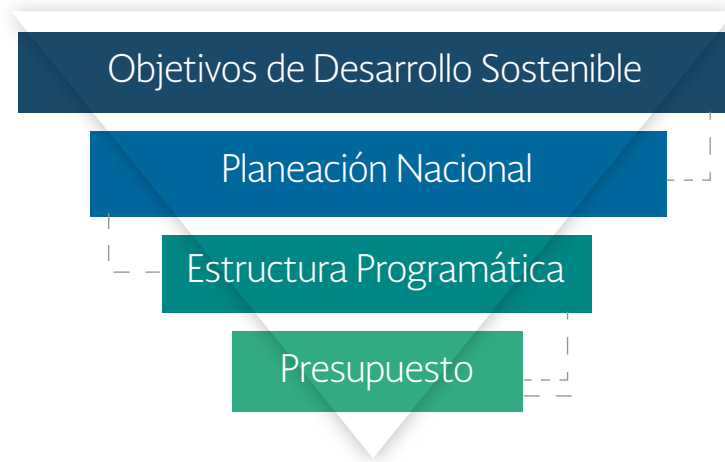 Objetivos de Desarrollo Sostenible
Planeación Nacional
Estructura Programática
Presupuesto